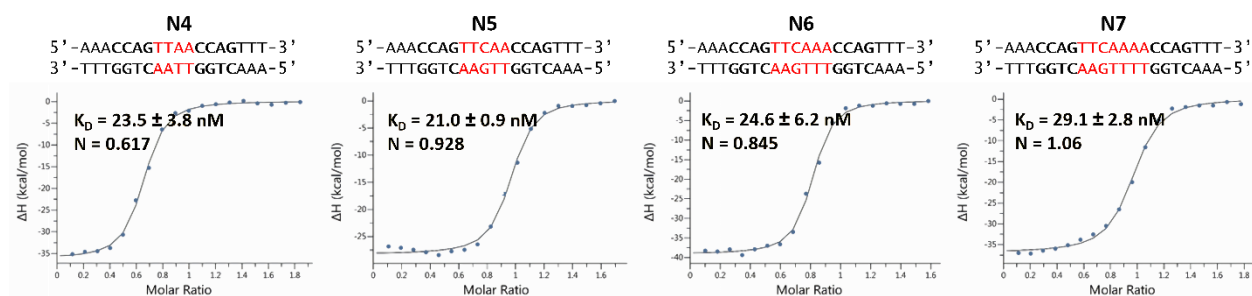 N4
5’-AAACCAGTTAACCAGTTT-3’
3’-TTTGGTCAATTGGTCAAA-5’
K_D = 23.5 ± 3.8 nM
N = 0.617
ΔH (kcal/mol)
0
-5
-10
-15
-20
-25
-30
-35
0 0.2 0.4 0.6 0.8 1 1.2 1.4 1.6 1.8
Molar Ratio
N5
5’-AAACCAGTTCAACCAGTTT-3’
3’-TTTGGTCAAGTTGGTCAAA-5’
K_D = 21.0 ± 0.9 nM
N = 0.928
ΔH (kcal/mol)
0
-5
-10
-15
-20
-25
0 0.2 0.4 0.6 0.8 1 1.2 1.4 1.6
Molar Ratio
N6
5’-AAACCAGTTCAAACCAGTTT-3’
3’-TTTGGTCAAGTTTGGTCAAA-5’
K_D = 24.6 ± 6.2 nM
N = 0.845
ΔH (kcal/mol)
0
-5
-10
-15
-20
-25
-30
-35
-40
0 0.2 0.4 0.6 0.8 1 1.2 1.4 1.6
Molar Ratio
N7
5’-AAACCAGTTCAAAACCAGTTT-3’
3’-TTTGGTCAAGTTTTGGTCAAA-5’
K_D = 29.1 ± 2.8 nM
N = 1.06
ΔH (kcal/mol)
0
-5
-10
-15
-20
-25
-30
-35
0 0.2 0.4 0.6 0.8 1 1.2 1.4 1.6 1.8
Molar Ratio